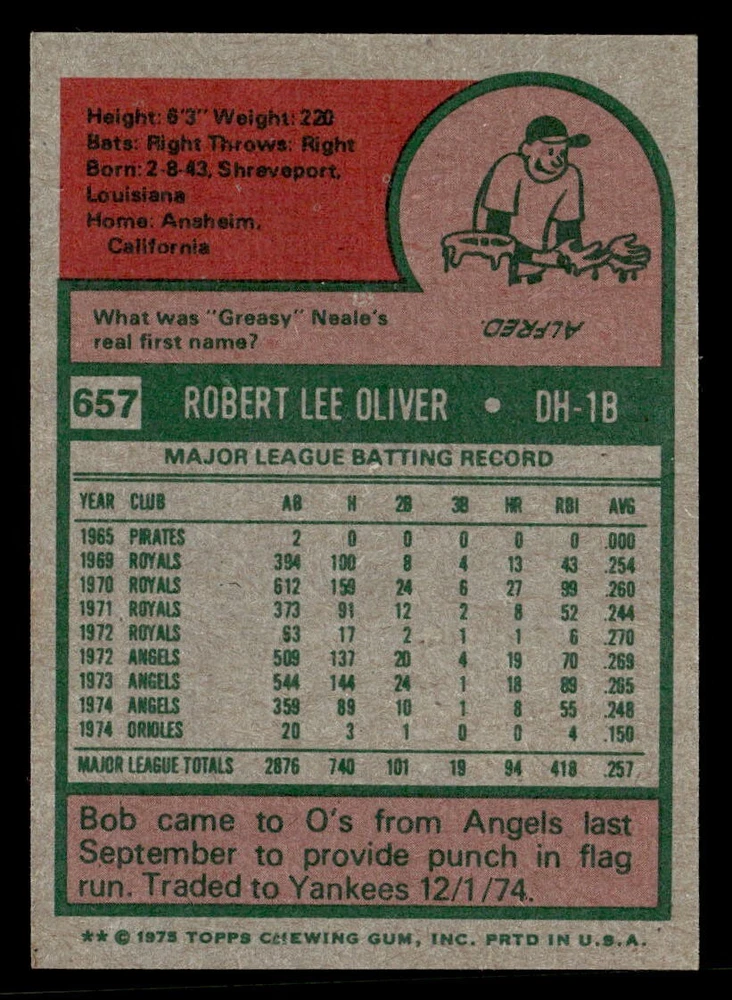 Height: 6'3" Weight: 220
Bats: Right Throws: Right
Born: 2-8-43, Shreveport,
Louisiana
Home: Anaheim,
California
What was "Greasy" Neale's
real first name?
ALFRED.
657 ROBERT LEE OLIVER • DH-1B
MAJOR LEAGUE BATTING RECORD
YEAR CLUB AB H 2B 3B HR RBI AVG
1965 PIRATES 2 0 0 0 0 0 .000
1969 ROYALS 394 100 8 4 13 43 .254
1970 ROYALS 612 159 24 6 27 99 .260
1971 ROYALS 373 91 12 2 8 52 .244
1972 ROYALS 63 17 2 1 1 6 .270
1972 ANGELS 509 137 20 4 19 70 .269
1973 ANGELS 544 144 24 1 18 89 .265
1974 ANGELS 359 89 10 1 8 55 .248
1974 ORIOLES 20 3 1 0 0 4 .150
MAJOR LEAGUE TOTALS 2876 740 101 19 94 418 .257
Bob came to O's from Angels last
September to provide punch in flag
run. Traded to Yankees 12/1/74.
** © 1975 TOPPS CHEWING GUM, INC. PRTD IN U.S.A.